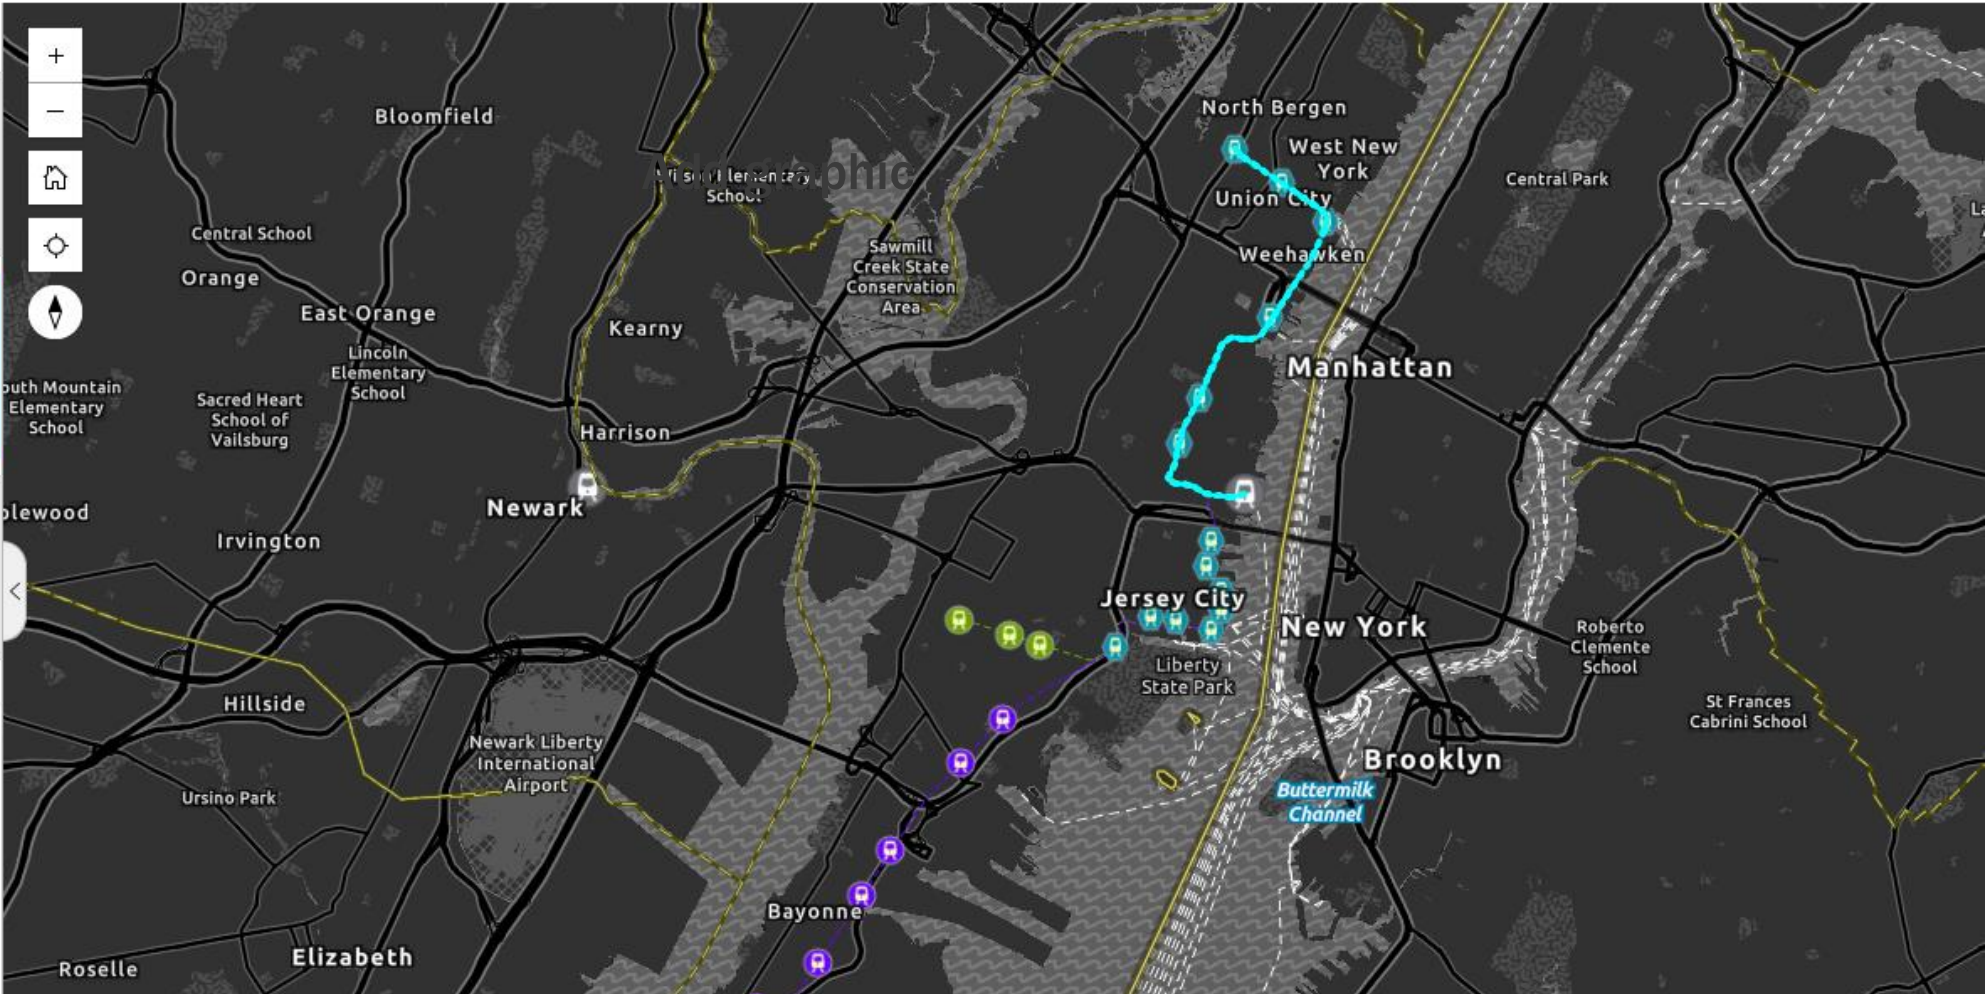 North Bergen
Bloomfield
West New
York
Add graphic
School
Central Park
Union City
Central School
Weehawken
Sawmill
Creek State
Conservation
Area
Orange
East Orange
Kearny
Lincoln
Elementary
School
Manhattan
outh Mountain
Elementary
School
Sacred Heart
School of
Vailsburg
Harrison
Newark
plewood
Irvington
Jersey City
New York
Roberto
Clemente
School
Liberty
State Park
Hillside
St Frances
Cabrini School
Newark Liberty
International
Airport
Brooklyn
Ursino Park
Buttermilk
Channel
Bayonne
Elizabeth
Roselle